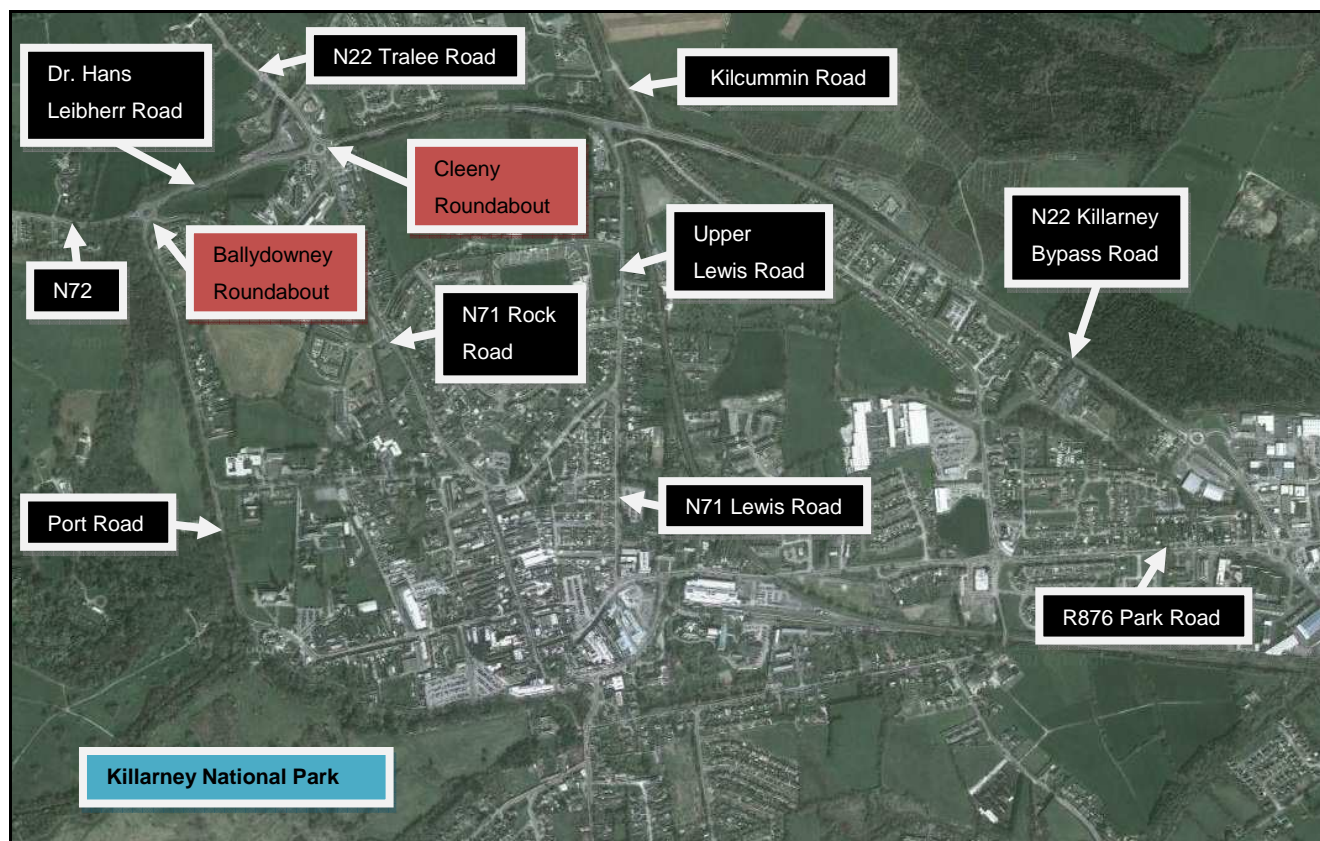 N22 Tralee Road
Dr. Hans
Leibherr Road
Kilcummin Road
Cleeny
Roundabout
Upper
Lewis Road
N22 Killarney
Bypass Road
Ballydowney
Roundabout
N72
N71 Rock
Road
Port Road
N71 Lewis Road
R876 Park Road
Killarney National Park